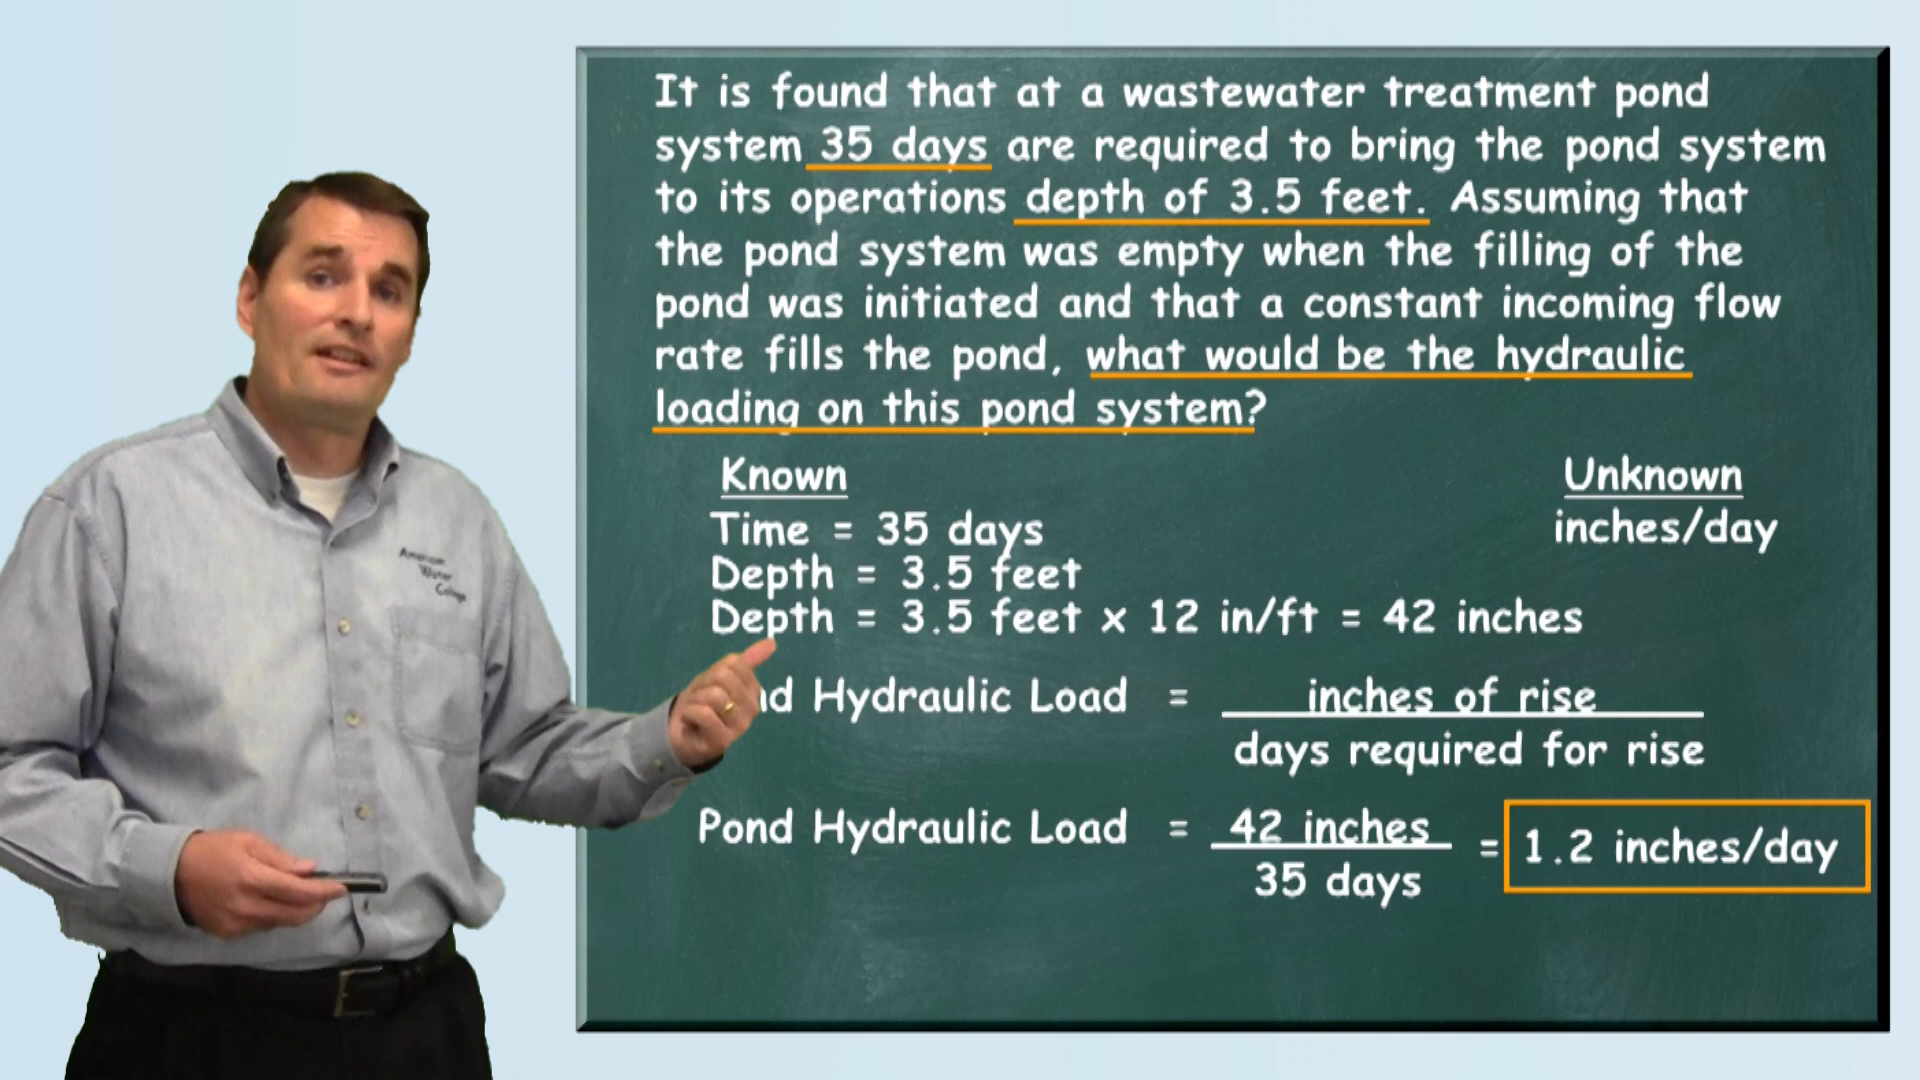 It is found that at a wastewater treatment pond
system 35 days are required to bring the pond system
to its operations depth of 3.5 feet. Assuming that
the pond system was empty when the filling of the
pond was initiated and that a constant incoming flow
rate fills the pond, what would be the hydraulic
loading on this pond system?
Known
Unknown
Time = 35 days
inches/day
Depth = 3.5 feet
Depth = 3.5 feet x 12 in/ft = 42 inches
nd Hydraulic Load = inches of rise
days required for rise
Pond Hydraulic Load = 42 inches
= 1.2 inches/day
35 days
American
Water
College